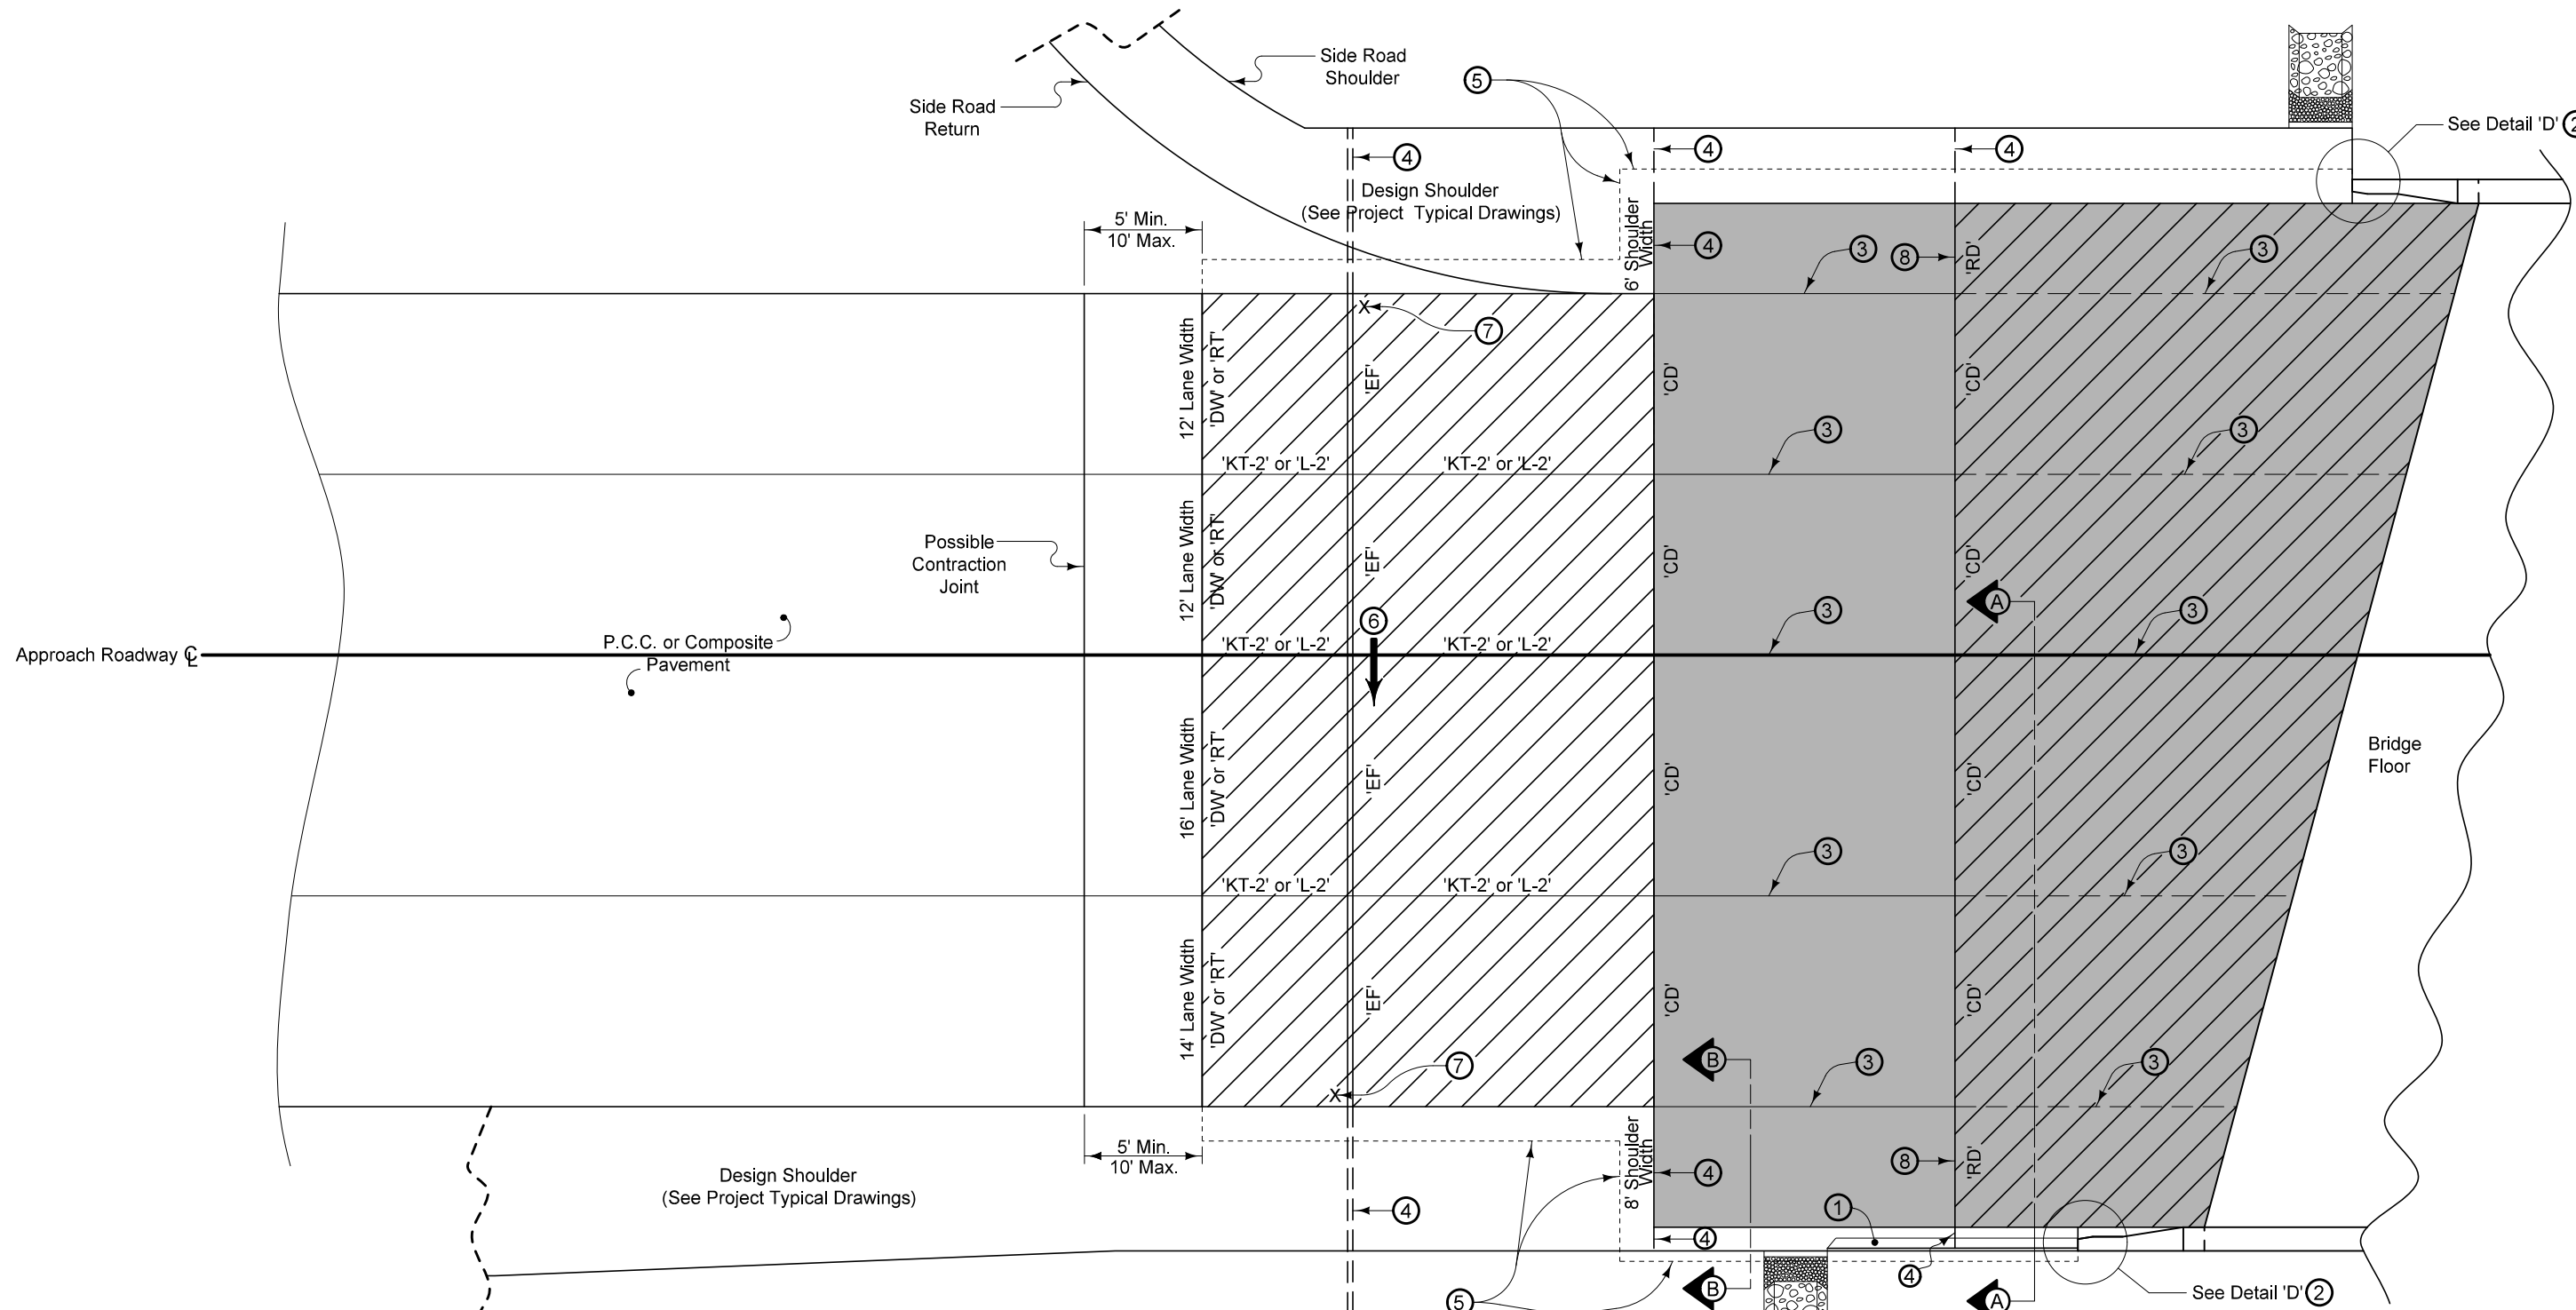 Side Road
Shoulder
5
Side Road
Return
See Detail 'D'
4
4
4
Design Shoulder
(See Project Typical Drawings)
5' Min.
10' Max.
6' Shoulder
Width
4
3
8
'RD'
3
7
12' Lane Width
'DW' or 'RT'
'EF'
'CD'
'CD'
3
3
'KT-2' or 'L-2'
'KT-2' or 'L-2'
Possible
Contraction
Joint
12' Lane Width
'DW' or 'RT'
'EF'
'CD'
'CD'
A
6
3
3
Approach Roadway ℄
P.C.C. or Composite
Pavement
'KT-2' or 'L-2'
'KT-2' or 'L-2'
Bridge
Floor
16' Lane Width
'DW' or 'RT'
'EF'
'CD'
'CD'
3
3
'KT-2' or 'L-2'
'KT-2' or 'L-2'
14' Lane Width
'DW' or 'RT'
'EF'
'CD'
'CD'
B
7
3
3
5' Min.
10' Max.
8' Shoulder
Width
4
8
'RD'
Design Shoulder
(See Project Typical Drawings)
4
1
4
4
B
A
5
See Detail 'D' 2